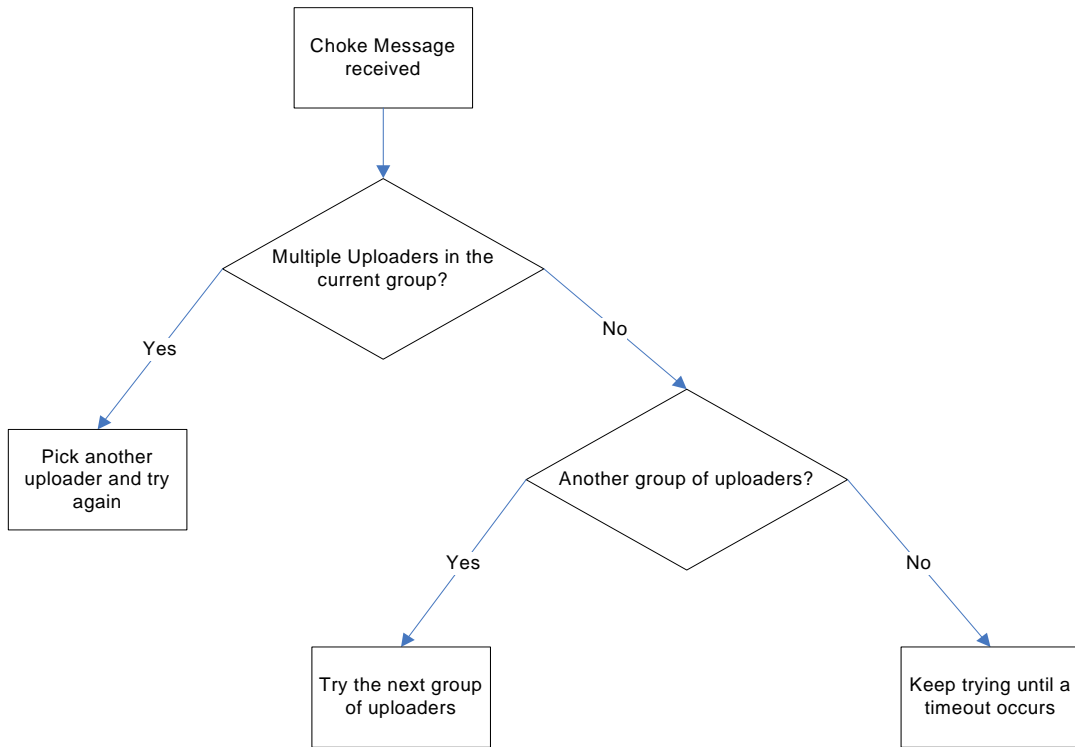 Choke Message
received
Multiple Uploaders in the
current group?
Yes
No
Pick another
uploader and try
again
Another group of uploaders?
Yes
No
Try the next group
of uploaders
Keep trying until a
timeout occurs